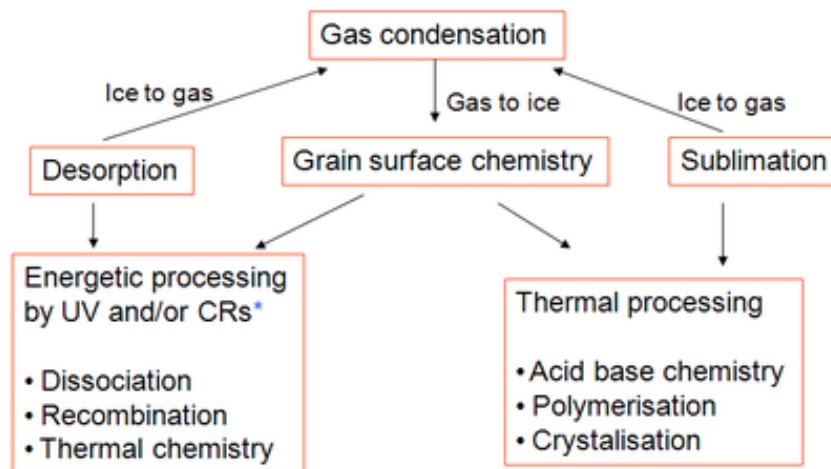 Gas condensation
Ice to gas
Gas to ice
Ice to gas
Desorption
Grain surface chemistry
Sublimation
Energetic processing
by UV and/or CRs*
• Dissociation
• Recombination
• Thermal chemistry
Thermal processing
• Acid base chemistry
• Polymerisation
• Crystalisation